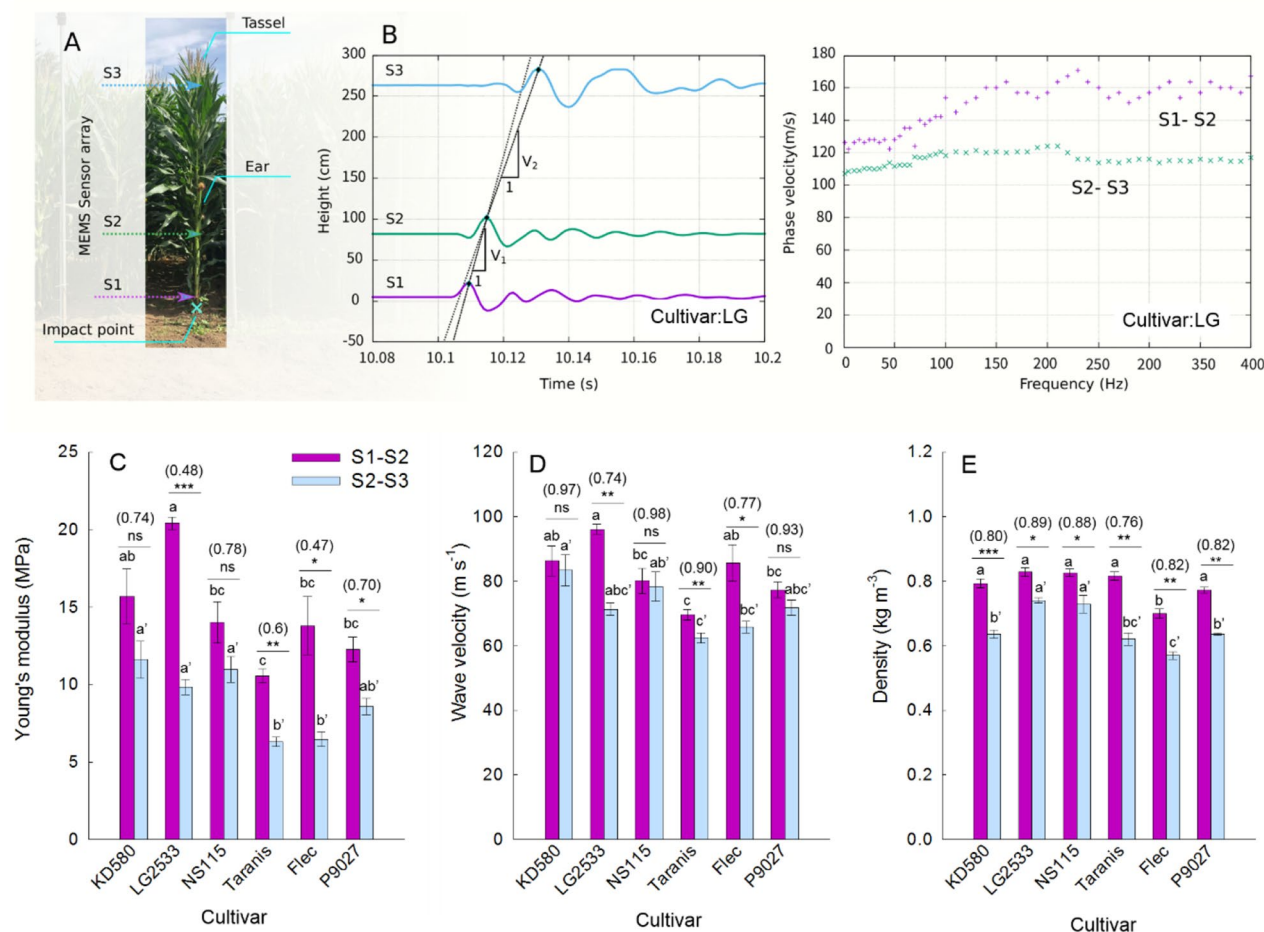 A
Tassel
S3
MEMS Sensor array
Ear
S2
S1
Impact point
B
Height (cm)
300
250
200
150
100
50
0
-50
S3
S2
S1
V2
1
V1
1
Cultivar:LG
10.08 10.1 10.12 10.14 10.16 10.18 10.2
Time (s)
Phase velocity(m/s)
180
160
140
120
100
80
60
40
20
0
S1- S2
S2- S3
Cultivar:LG
0 50 100 150 200 250 300 350 400
Frequency (Hz)
C
S1-S2
S2-S3
Young's modulus (MPa)
25
20
15
10
5
0
(0.74)
ns
ab
a'
(0.48)
***
a
a'
(0.78)
ns
bc
a'
(0.6)
**
c
b'
(0.47)
*
bc
b'
(0.70)
*
bc
ab'
KD580 LG2533 NS115 Taranis Flec P9027
Cultivar
D
Wave velocity (m s-1)
120
100
80
60
40
20
0
(0.97)
ns
ab
a'
(0.74)
**
a
abc'
(0.98)
ns
bc
ab'
(0.90)
**
c
c'
(0.77)
*
ab
bc'
(0.93)
ns
bc
abc'
KD580 LG2533 NS115 Taranis Flec P9027
Cultivar
E
Density (kg m-3)
1.2
1.0
0.8
0.6
0.4
0.2
0.0
(0.80)
***
a
b'
(0.89)
*
a
a'
(0.88)
*
a
a'
(0.76)
**
a
bc'
(0.82)
**
b
c'
(0.82)
**
a
b'
KD580 LG2533 NS115 Taranis Flec P9027
Cultivar